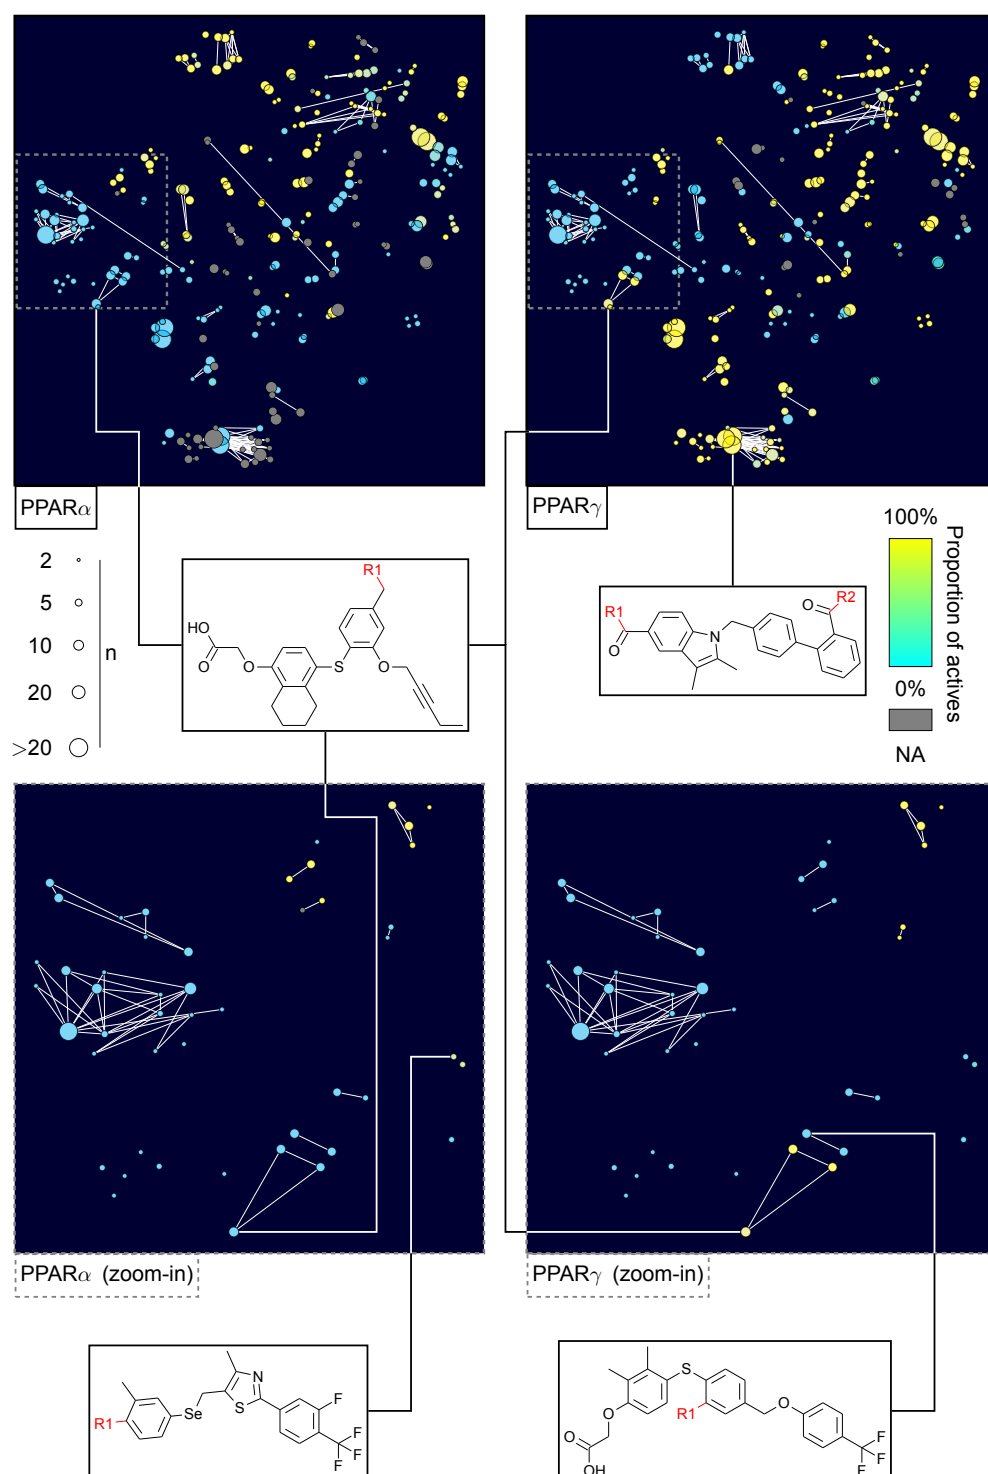 PPARα
PPARγ
2
5
10
20
>20
n
100%
0%
NA
Proportion of actives
R1
HO
O
O
S
O
R1
O
N
O
R2
PPARα (zoom-in)
PPARγ (zoom-in)
R1
Se
N
S
F
F
F
F
S
R1
O
O
O
OH
F
F
F